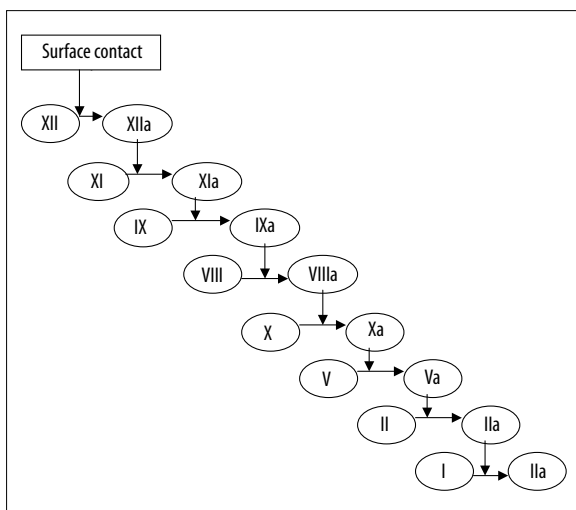 Surface contact
XII XIIa
XI XIa
IX IXa
VIII VIIIa
X Xa
V Va
II IIa
I IIa